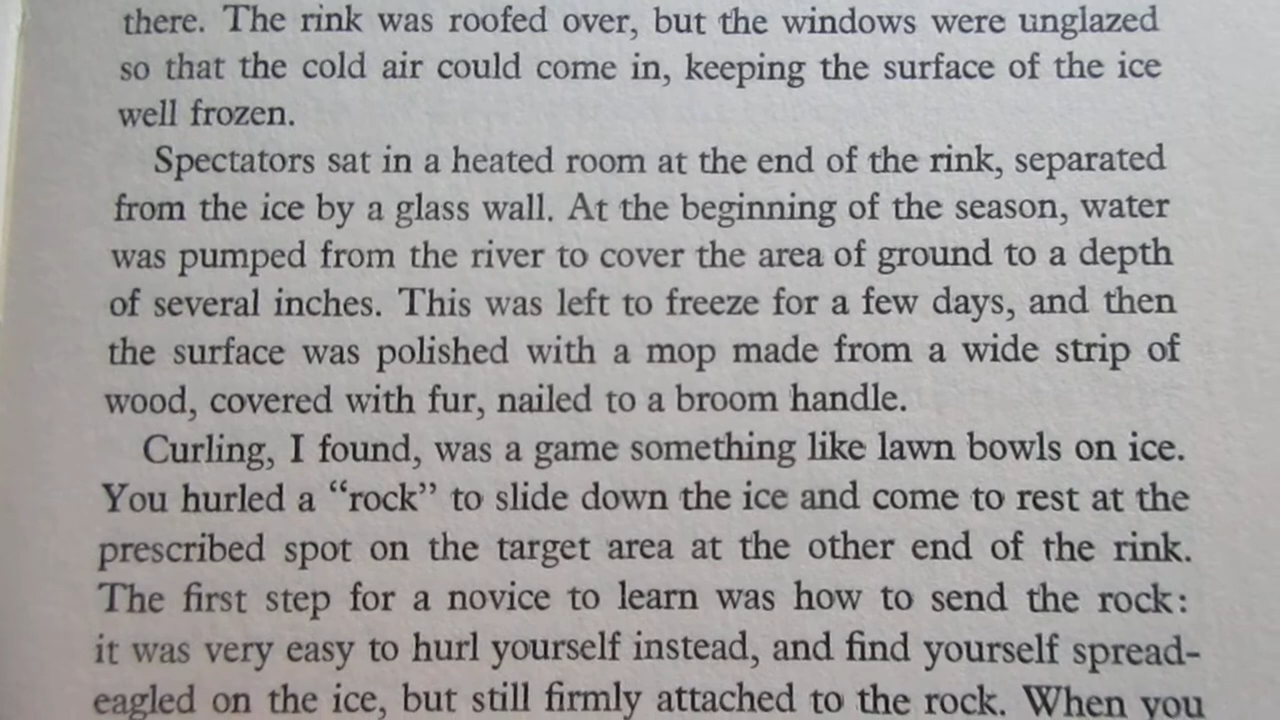 there. The rink was roofed over, but the windows were unglazed
so that the cold air could come in, keeping the surface of the ice
well frozen.
Spectators sat in a heated room at the end of the rink, separated
from the ice by a glass wall. At the beginning of the season, water
was pumped from the river to cover the area of ground to a depth
of several inches. This was left to freeze for a few days, and then
the surface was polished with a mop made from a wide strip of
wood, covered with fur, nailed to a broom handle.
Curling, I found, was a game something like lawn bowls on ice.
You hurled a “rock” to slide down the ice and come to rest at the
prescribed spot on the target area at the other end of the rink.
The first step for a novice to learn was how to send the rock:
it was very easy to hurl yourself instead, and find yourself spread-
eagled on the ice, but still firmly attached to the rock. When you